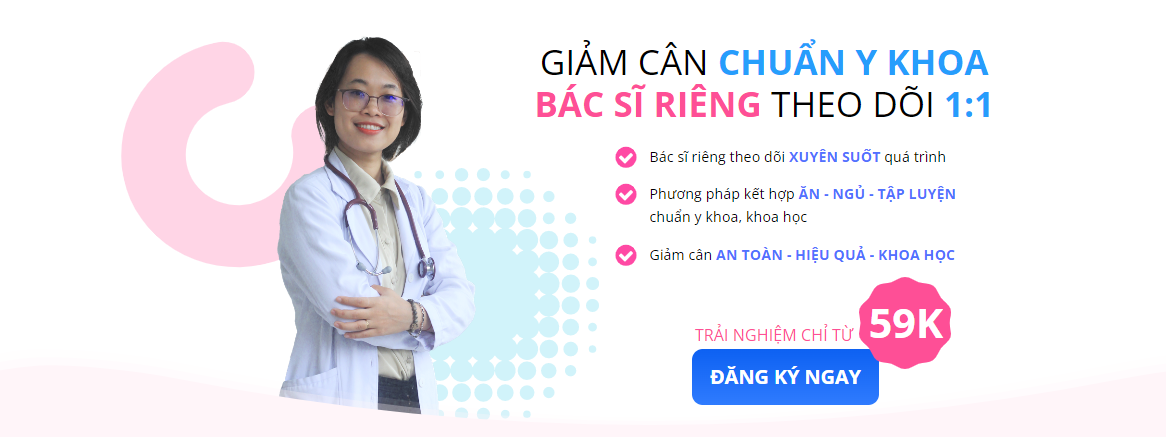 GIẢM CÂN CHUẨN Y KHOA
BÁC SĨ RIÊNG THEO DÕI 1:1
Bác sĩ riêng theo dõi XUYÊN SUỐT quá trình
Phương pháp kết hợp ĂN - NGỦ - TẬP LUYỆN
chuẩn y khoa, khoa học
Giảm cân AN TOÀN - HIỆU QUẢ - KHOA HỌC
TRẢI NGHIỆM CHỈ TỪ 59K
ĐĂNG KÝ NGAY